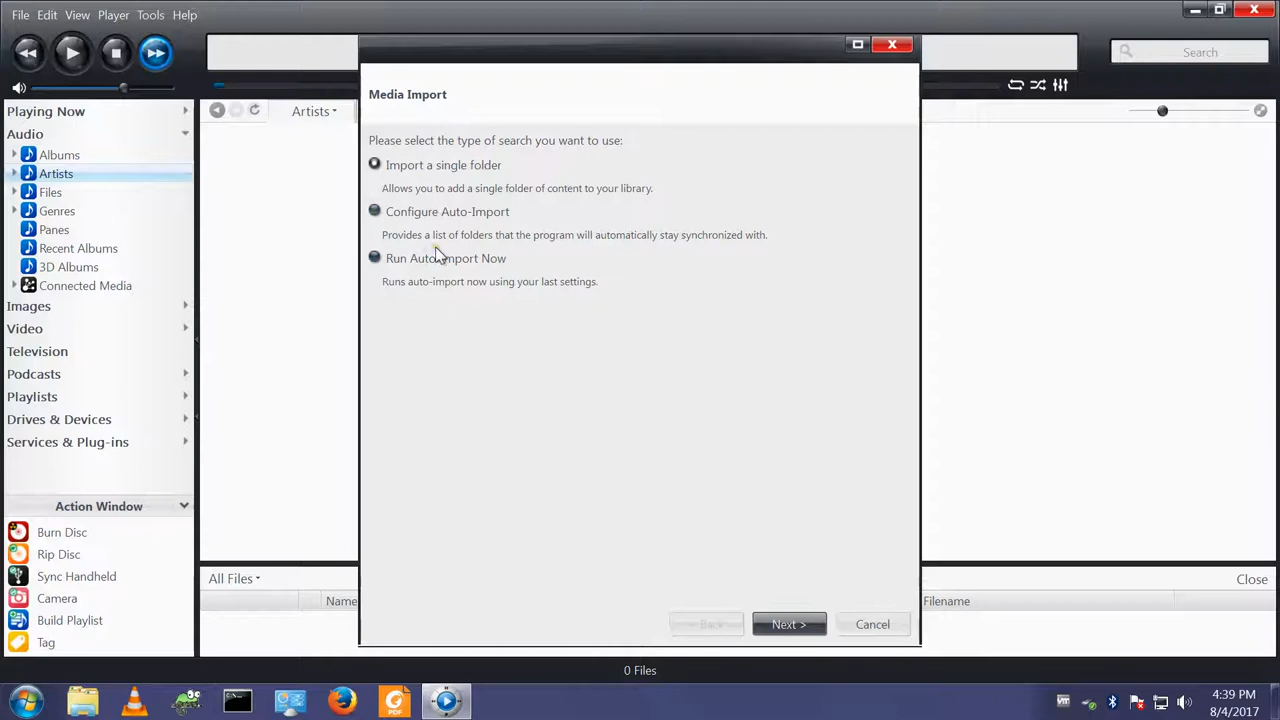 File Edit View Player Tools Help
Search
Playing Now
Audio
Albums
Artists
Files
Genres
Panes
Recent Albums
3D Albums
Connected Media
Images
Video
Television
Podcasts
Playlists
Drives & Devices
Services & Plug-ins
Action Window
Burn Disc
Rip Disc
Sync Handheld
Camera
Build Playlist
Tag
Artists
Media Import
Please select the type of search you want to use:
Import a single folder
Allows you to add a single folder of content to your library.
Configure Auto-Import
Provides a list of folders that the program will automatically stay synchronized with.
Run Auto-Import Now
Runs auto-import now using your last settings.
Back Next > Cancel
All Files Close
Name Filename
0 Files
4:39 PM
8/4/2017